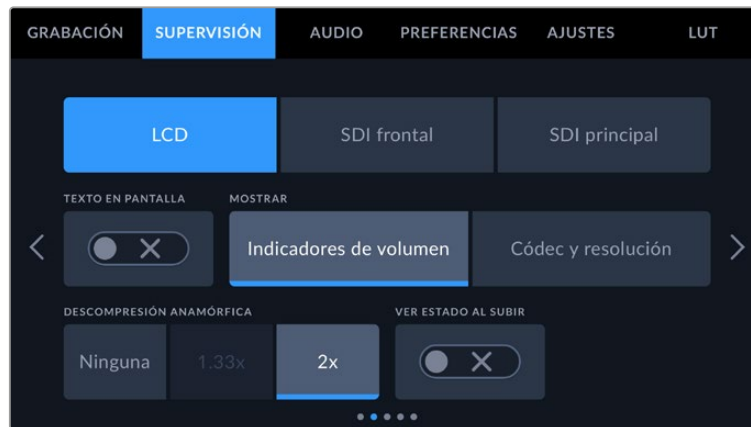 GRABACIÓN SUPERVISIÓN AUDIO PREFERENCIAS AJUSTES LUT
LCD SDI frontal SDI principal
TEXTO EN PANTALLA MOSTRAR
Indicadores de volumen Códec y resolución
DESCOMPRESIÓN ANAMÓRFICA VER ESTADO AL SUBIR
Ninguna 1.33x 2x